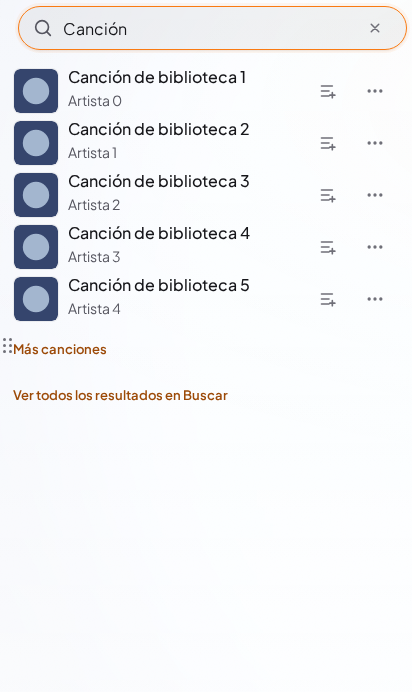 Canción
Canción de biblioteca 1
Artista 0
Canción de biblioteca 2
Artista 1
Canción de biblioteca 3
Artista 2
Canción de biblioteca 4
Artista 3
Canción de biblioteca 5
Artista 4
Más canciones
Ver todos los resultados en Buscar